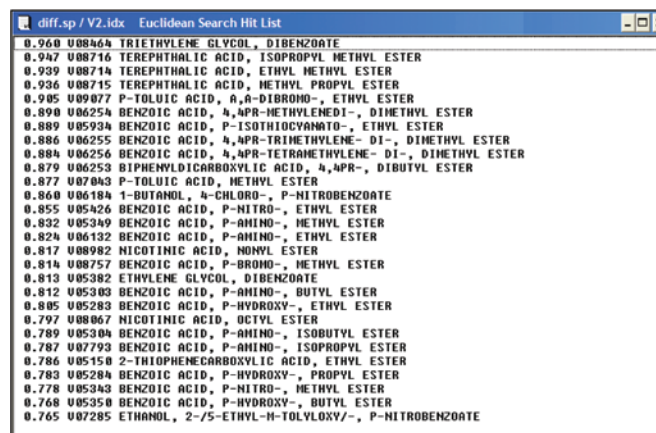 diff.sp / V2.idx Euclidean Search Hit List
0.960 V08464 TRIETHYLENE GLYCOL, DIBENZOATE
0.947 V08716 TEREPHTHALIC ACID, ISOPROPYL METHYL ESTER
0.939 V08714 TEREPHTHALIC ACID, ETHYL METHYL ESTER
0.936 V08715 TEREPHTHALIC ACID, METHYL PROPYL ESTER
0.905 V09077 P-TOLUIC ACID, A,A-DIBROMO-, ETHYL ESTER
0.890 V06254 BENZOIC ACID, 4,4PR-METHYLENEDI-, DIMETHYL ESTER
0.889 V05934 BENZOIC ACID, P-ISOTHIOCYANATO-, ETHYL ESTER
0.886 V06255 BENZOIC ACID, 4,4PR-TRIMETHYLENE- DI-, DIMETHYL ESTER
0.884 V06256 BENZOIC ACID, 4,4PR-TETRAMETHYLENE- DI-, DIMETHYL ESTER
0.879 V06253 BIPHENYLDICARBOXYLIC ACID, 4,4PR-, DIBUTYL ESTER
0.877 V07043 P-TOLUIC ACID, METHYL ESTER
0.860 V06184 1-BUTANOL, 4-CHLORO-, P-NITROBENZOATE
0.855 V05426 BENZOIC ACID, P-NITRO-, ETHYL ESTER
0.832 V05349 BENZOIC ACID, P-AMINO-, METHYL ESTER
0.824 V06132 BENZOIC ACID, P-AMINO-, ETHYL ESTER
0.817 V08982 NICOTINIC ACID, NONYL ESTER
0.814 V08757 BENZOIC ACID, P-BROMO-, METHYL ESTER
0.813 V05382 ETHYLENE GLYCOL, DIBENZOATE
0.812 V05303 BENZOIC ACID, P-AMINO-, BUTYL ESTER
0.805 V05283 BENZOIC ACID, P-HYDROXY-, ETHYL ESTER
0.797 V08067 NICOTINIC ACID, OCTYL ESTER
0.789 V05304 BENZOIC ACID, P-AMINO-, ISOBUTYL ESTER
0.787 V07793 BENZOIC ACID, P-AMINO-, ISOPROPYL ESTER
0.786 V05150 2-THIOPHENECARBOXYLIC ACID, ETHYL ESTER
0.783 V05284 BENZOIC ACID, P-HYDROXY-, PROPYL ESTER
0.778 V05343 BENZOIC ACID, P-NITRO-, METHYL ESTER
0.768 V05350 BENZOIC ACID, P-HYDROXY-, BUTYL ESTER
0.765 V07285 ETHANOL, 2-/5-ETHYL-M-TOLYLOXY/-, P-NITROBENZOATE